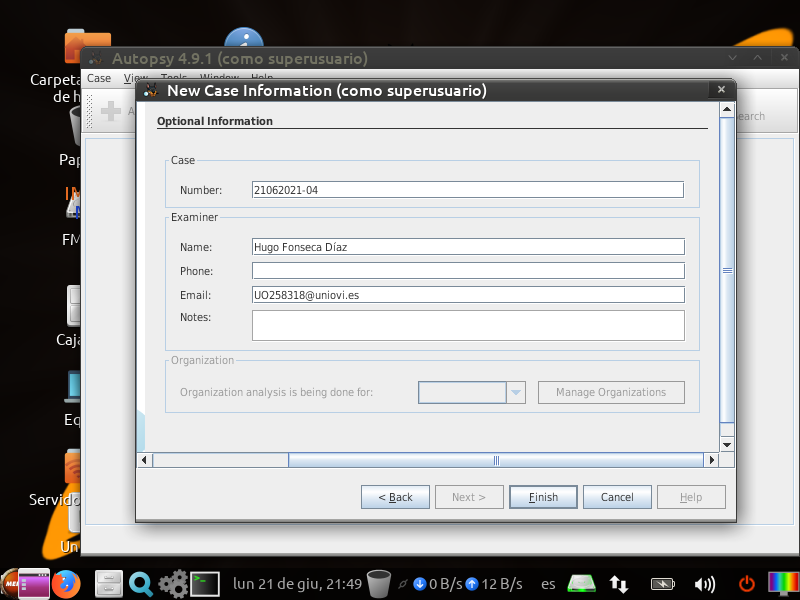 Carpeta
de h
Pap
FM
Caja
Eq
Servido
Un
Autopsy 4.9.1 (como superusuario)
Case View Tools Window Help
A
earch
New Case Information (como superusuario)
Optional Information
Case
Number: 21062021-04
Examiner
Name: Hugo Fonseca Díaz
Phone:
Email: UO258318@uniovi.es
Notes:
Organization
Organization analysis is being done for:
Manage Organizations
< Back Next > Finish Cancel Help
lun 21 de giu, 21:49 0 B/s 12 B/s es